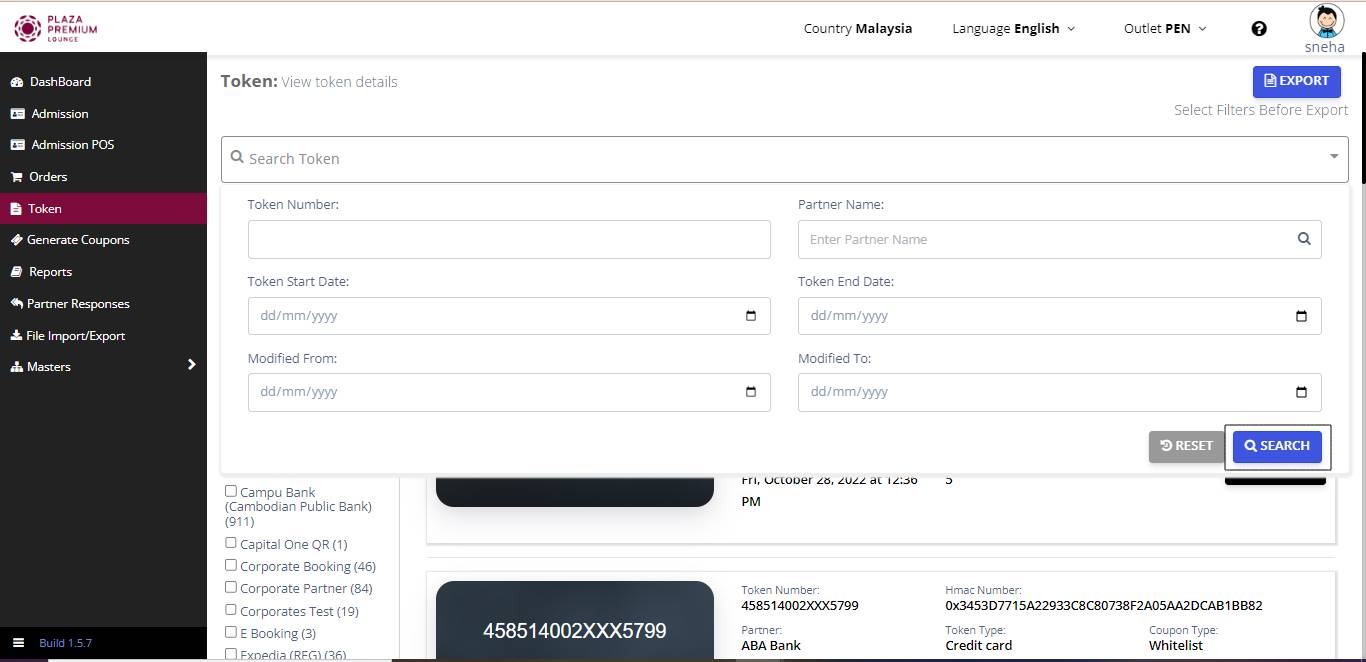 PLAZA
PREMIUM
LOUNGE
Country Malaysia
Language English
Outlet PEN
sneha
DashBoard
Admission
Admission POS
Orders
Token
Generate Coupons
Reports
Partner Responses
File Import/Export
Masters
Build 1.5.7
Token: View token details
EXPORT
Select Filters Before Export
Search Token
Token Number:
Partner Name:
Enter Partner Name
Token Start Date:
Token End Date:
dd/mm/yyyy
dd/mm/yyyy
Modified From:
Modified To:
dd/mm/yyyy
dd/mm/yyyy
RESET
SEARCH
Campu Bank
(Cambodian Public Bank)
(911)
Capital One QR (1)
Corporate Booking (46)
Corporate Partner (84)
Corporates Test (19)
E Booking (3)
Expedia (REG) (36)
Fri, October 28, 2022 at 12:36
PM
5
458514002XXX5799
Token Number:
458514002XXX5799
Hmac Number:
0x3453D7715A22933C8C80738F2A05AA2DCAB1BB82
Partner:
ABA Bank
Token Type:
Credit card
Coupon Type:
Whitelist